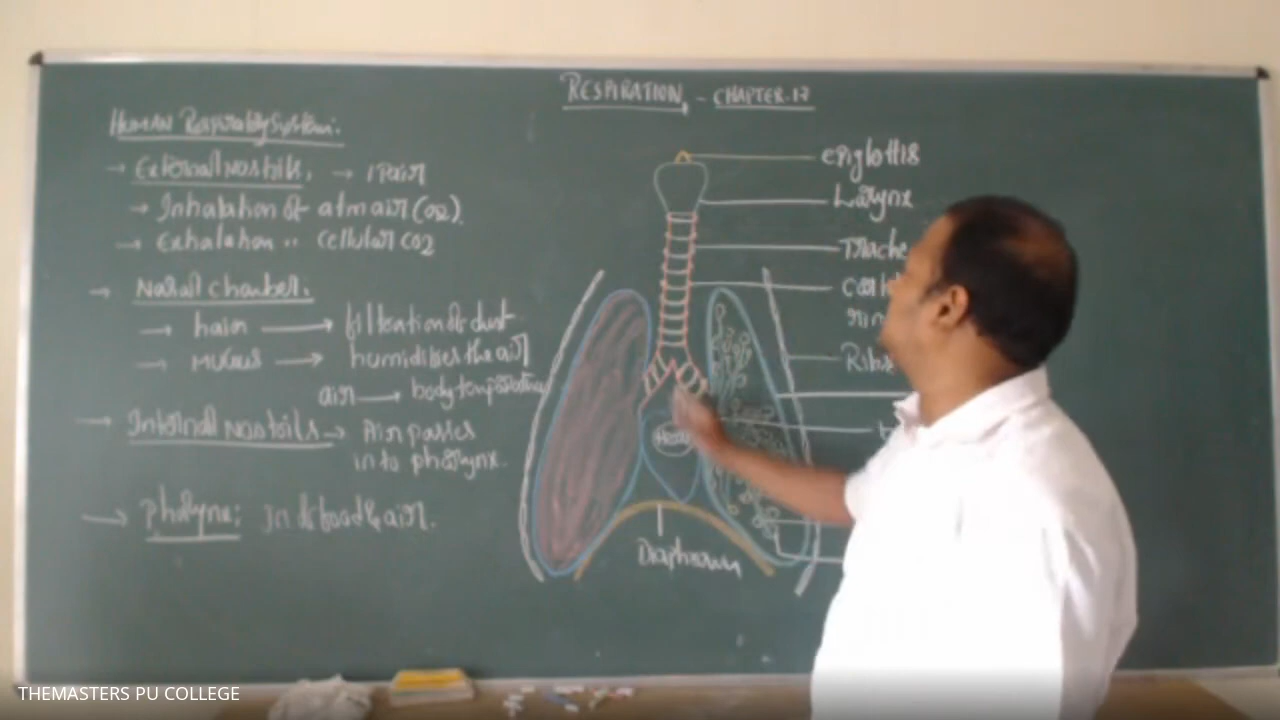 RESPIRATION, - CHAPTER-17
HUMAN Respiratory System:
→ External nostrils, → 1 Pair
→ Inhalation of atm air (O2).
→ Exhalation " cellular CO2
→ Nasal chamber:
→ hair → filtration of dust
→ Mucus → humidifies the air
air → body temperature
→ Internal nostrils → Air passes
into pharynx.
→ Pharynx: Jn of food & air.
epiglottis
Larynx
Trache
Ribs
Heart
Diaphragm
THEMASTERS PU COLLEGE